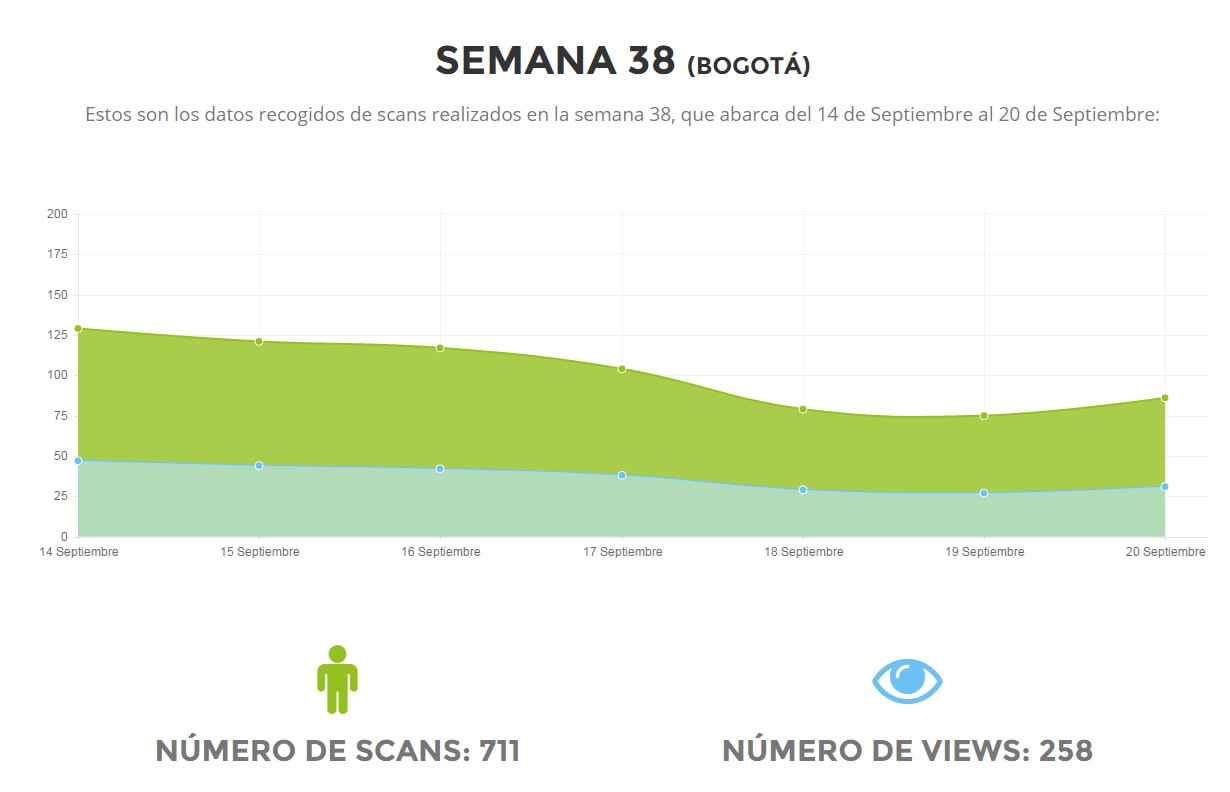 SEMANA 38 (BOGOTÁ)
Estos son los datos recogidos de scans realizados en la semana 38, que abarca del 14 de Septiembre al 20 de Septiembre:
200
175
150
125
100
75
50
25
0
14 Septiembre 15 Septiembre 16 Septiembre 17 Septiembre 18 Septiembre 19 Septiembre 20 Septiembre
NÚMERO DE SCANS: 711 NÚMERO DE VIEWS: 258